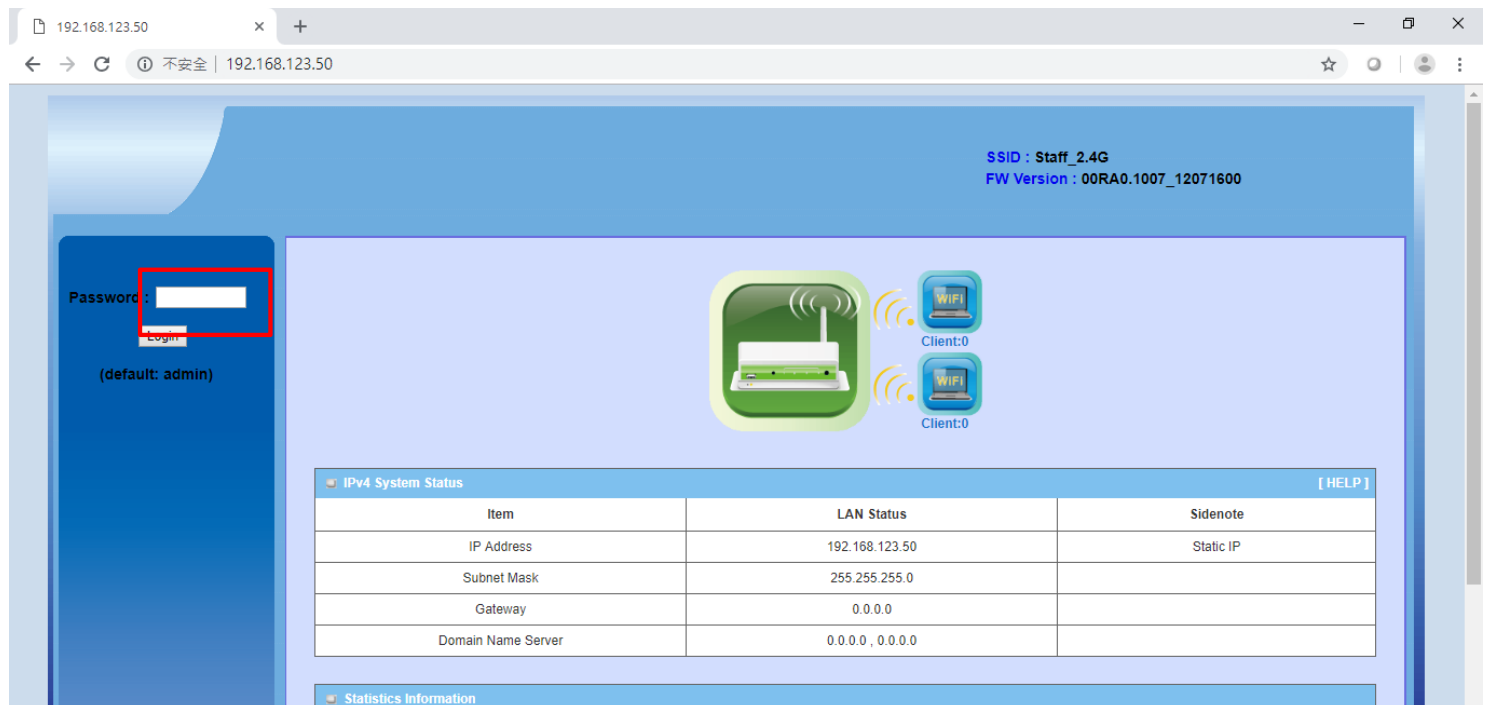 192.168.123.50
不安全 | 192.168.123.50
SSID : Staff_2.4G
FW Version : 00RA0.1007_12071600
Password :
Login
(default: admin)
WiFi
Client:0
WiFi
Client:0
IPv4 System Status [ HELP ]
Item LAN Status Sidenote
IP Address 192.168.123.50 Static IP
Subnet Mask 255.255.255.0
Gateway 0.0.0.0
Domain Name Server 0.0.0.0 , 0.0.0.0
Statistics Information